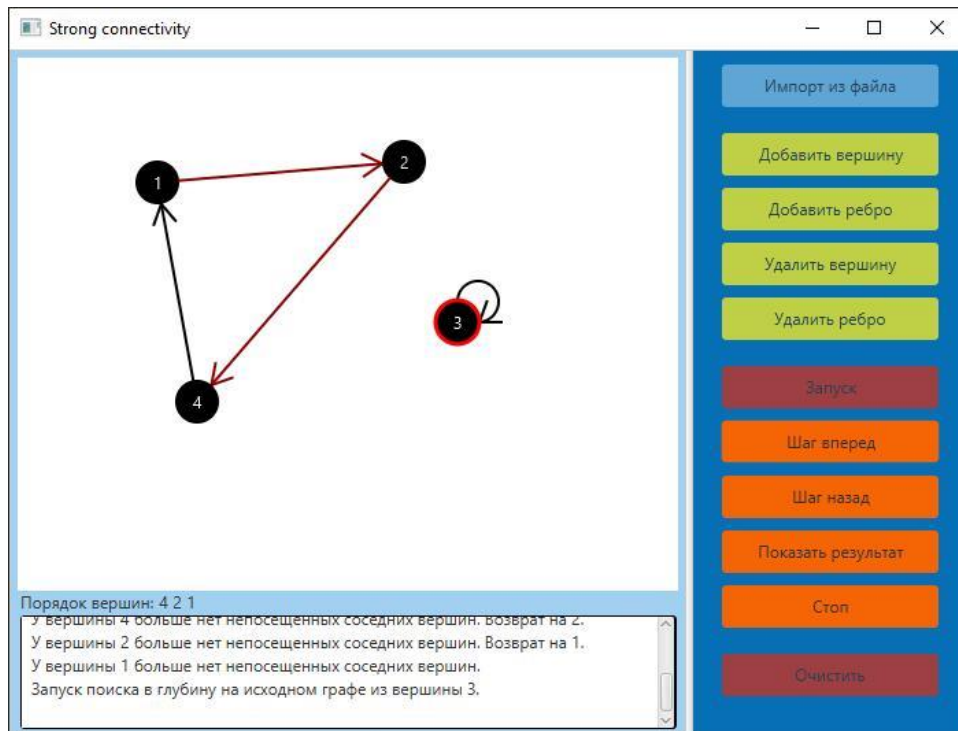 Strong connectivity
1
2
3
4
Порядок вершин: 4 2 1
У вершины 4 больше нет непосещенных соседних вершин. Возврат на 2.
У вершины 2 больше нет непосещенных соседних вершин. Возврат на 1.
У вершины 1 больше нет непосещенных соседних вершин.
Запуск поиска в глубину на исходном графе из вершины 3.
Импорт из файла
Добавить вершину
Добавить ребро
Удалить вершину
Удалить ребро
Запуск
Шаг вперед
Шаг назад
Показать результат
Стоп
Очистить